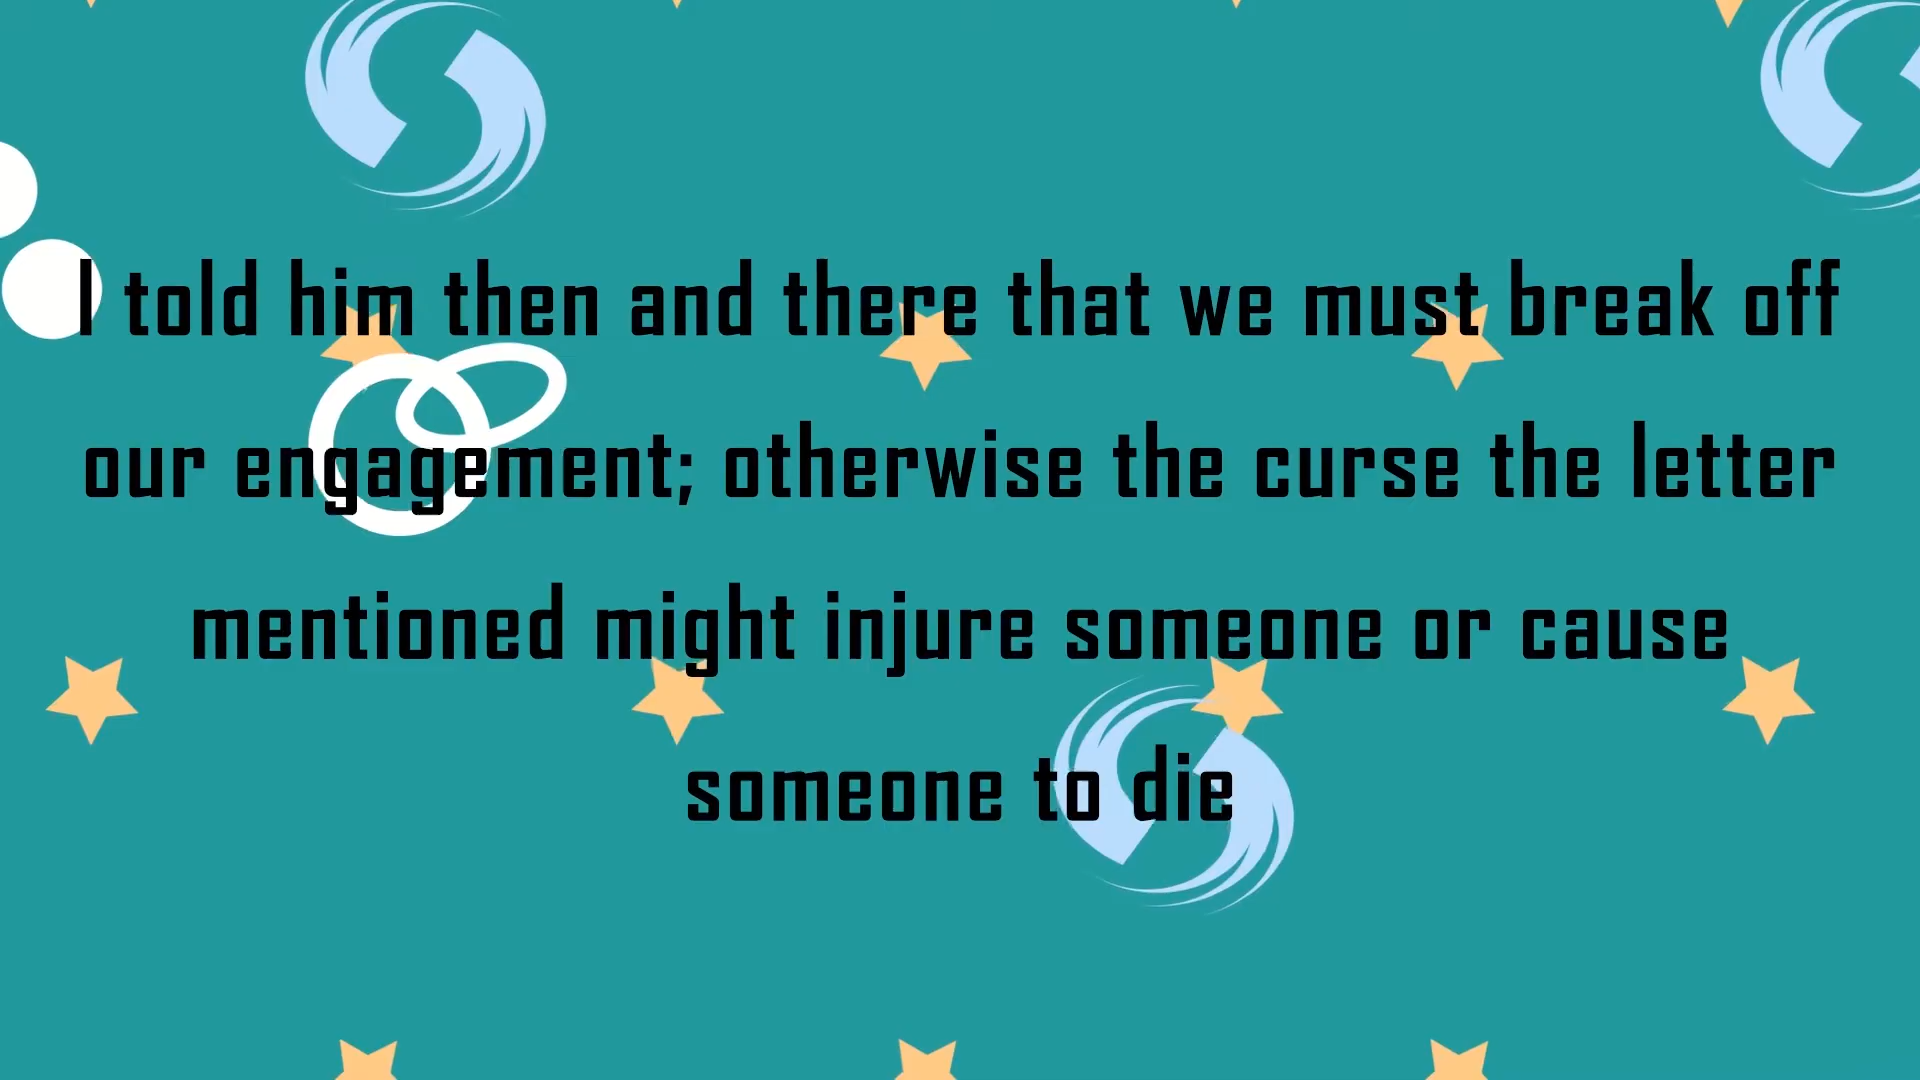 I told him then and there that we must break off
our engagement; otherwise the curse the letter
mentioned might injure someone or cause
someone to die